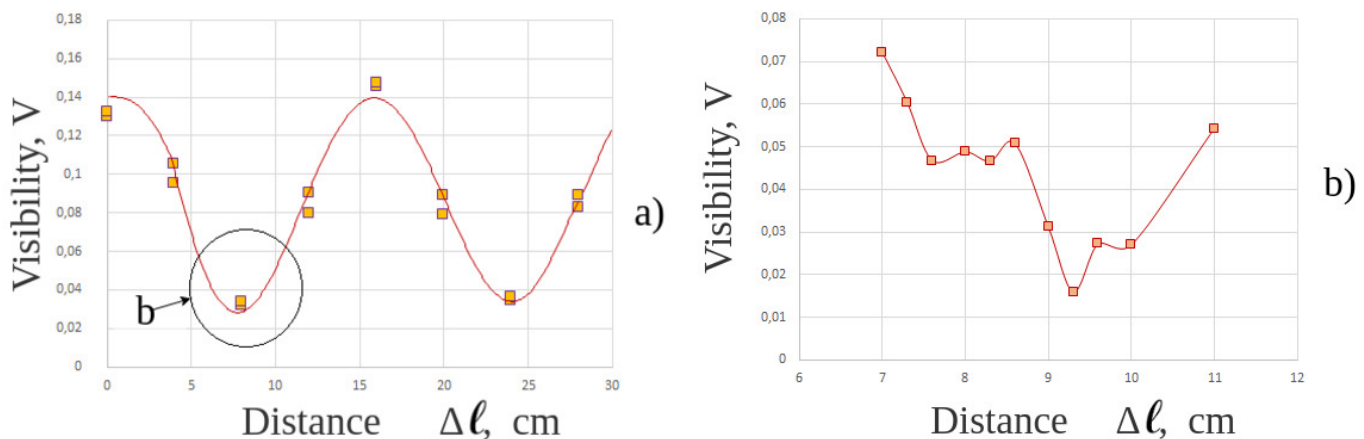 0,18
0,16
0,14
0,12
0,1
0,08
0,06
0,04
0,02
0
0 5 10 15 20 25 30
Visibility, V
Distance Δℓ, cm
b
a)
0,08
0,07
0,06
0,05
0,04
0,03
0,02
0,01
0
6 7 8 9 10 11 12
Visibility, V
Distance Δℓ, cm
b)